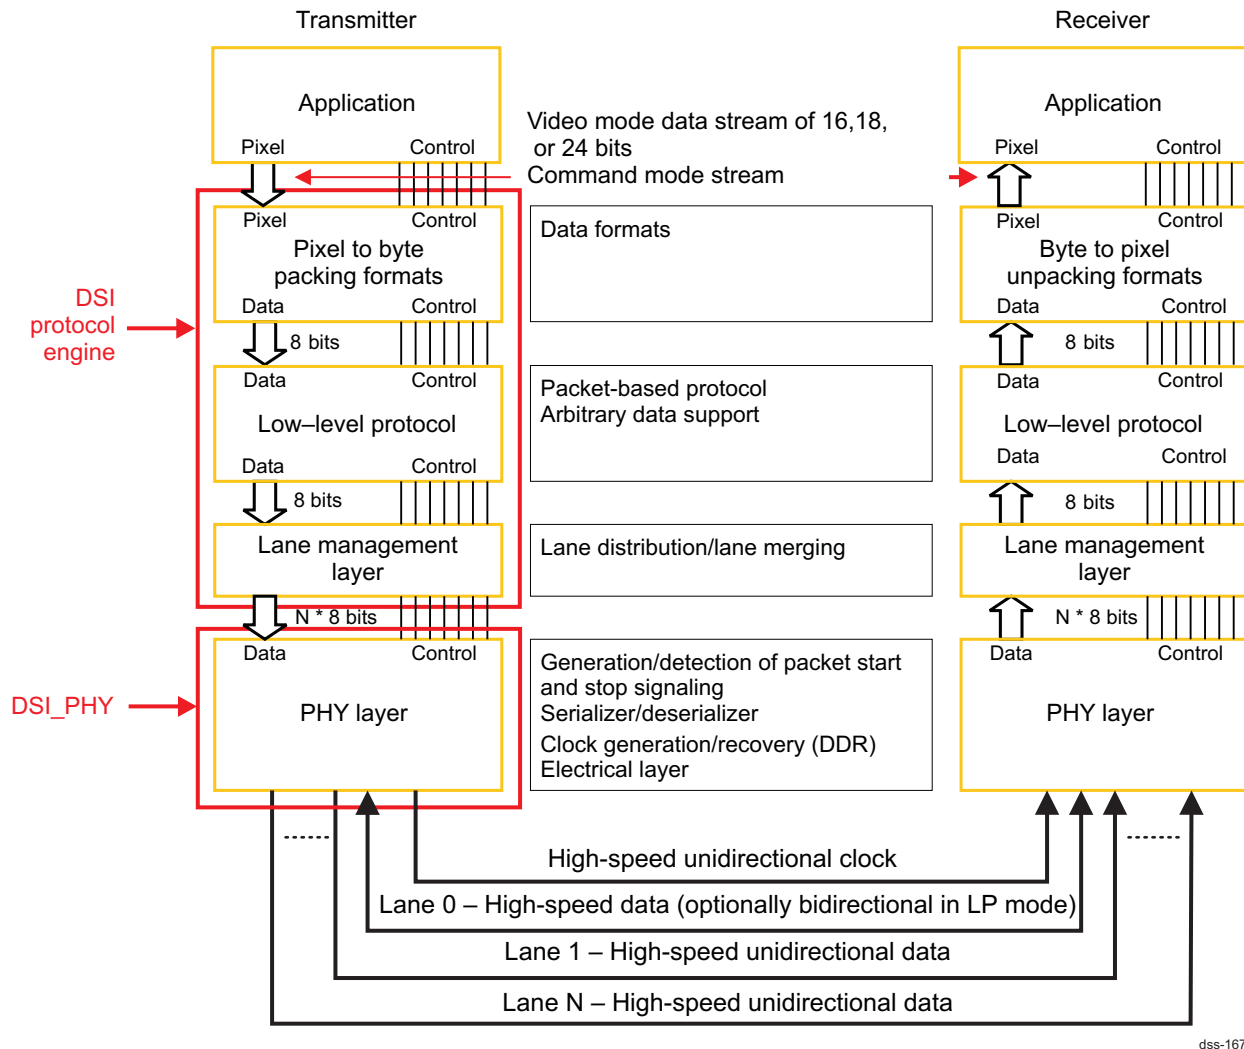 Transmitter
Receiver
Application
Pixel
Control
Video mode data stream of 16,18,
or 24 bits
Command mode stream
Application
Pixel
Control
Pixel
Control
Pixel to byte
packing formats
Data
Control
Data formats
Pixel
Control
Byte to pixel
unpacking formats
Data
Control
DSI
protocol
engine
8 bits
8 bits
Data
Control
Low–level protocol
Data
Control
Packet-based protocol
Arbitrary data support
Data
Control
Low–level protocol
Data
Control
8 bits
8 bits
Lane management
layer
Lane distribution/lane merging
Lane management
layer
N * 8 bits
N * 8 bits
DSI_PHY
Data
Control
PHY layer
Generation/detection of packet start
and stop signaling
Serializer/deserializer
Clock generation/recovery (DDR)
Electrical layer
Data
Control
PHY layer
High-speed unidirectional clock
Lane 0 – High-speed data (optionally bidirectional in LP mode)
Lane 1 – High-speed unidirectional data
Lane N – High-speed unidirectional data
dss-167